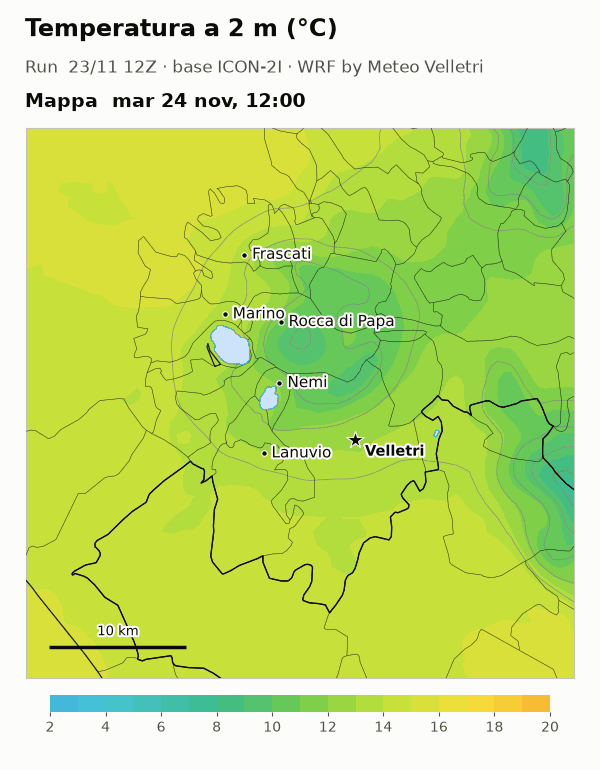 Temperatura a 2 m (°C)
Run  23/11 12Z · base ICON-2I · WRF by Meteo Velletri
Mappa  mar 24 nov, 12:00
Frascati
Marino
Rocca di Papa
Nemi
Velletri
Lanuvio
10 km
2 4 6 8 10 12 14 16 18 20